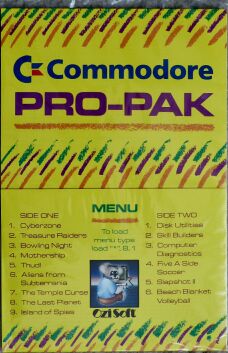 Commodore
PRO-PAK
MENU
To load
menu type
load "*", 8, 1
SIDE ONE
1. Cyberzone
2. Treasure Raiders
3. Bowling Night
4. Mothership
5. Thud!
6. Aliens from
Subterrania
7. The Temple Curse
8. The Last Planet
9. Island of Spies
OziSoft
SIDE TWO
1. Disk Utilities
2. Skill Builders
3. Computer
Diagnostics
4. Five A Side
Soccer
5. Slapshot II
6. Beach Blanket
Volleyball